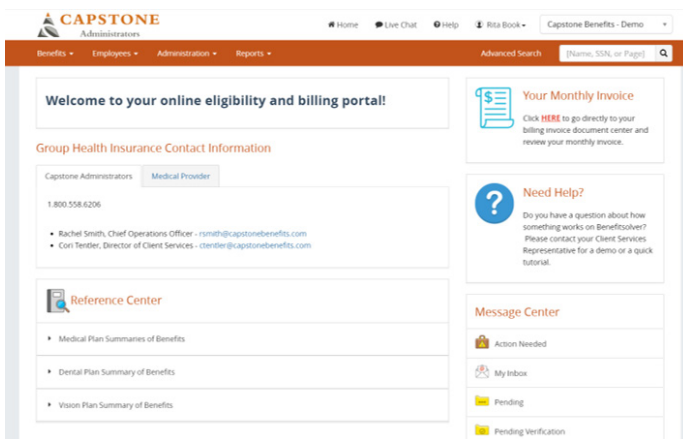 CAPSTONE
Administrators
Home
Live Chat
Help
Rita Book
Capstone Benefits - Demo
Benefits
Employees
Administration
Reports
Advanced Search
[Name, SSN, or Page]
Welcome to your online eligibility and billing portal!
Group Health Insurance Contact Information
Capstone Administrators
Medical Provider
1.800.558.6206
• Rachel Smith, Chief Operations Officer - rsmith@capstonebenefits.com
• Cori Tentler, Director of Client Services - ctentler@capstonebenefits.com
Reference Center
Medical Plan Summaries of Benefits
Dental Plan Summary of Benefits
Vision Plan Summary of Benefits
Your Monthly Invoice
Click HERE to go directly to your
billing invoice document center and
review your monthly invoice.
Need Help?
Do you have a question about how
something works on Benefitsolver?
Please contact your Client Services
Representative for a demo or a quick
tutorial.
Message Center
Action Needed
My Inbox
Pending
Pending Verification